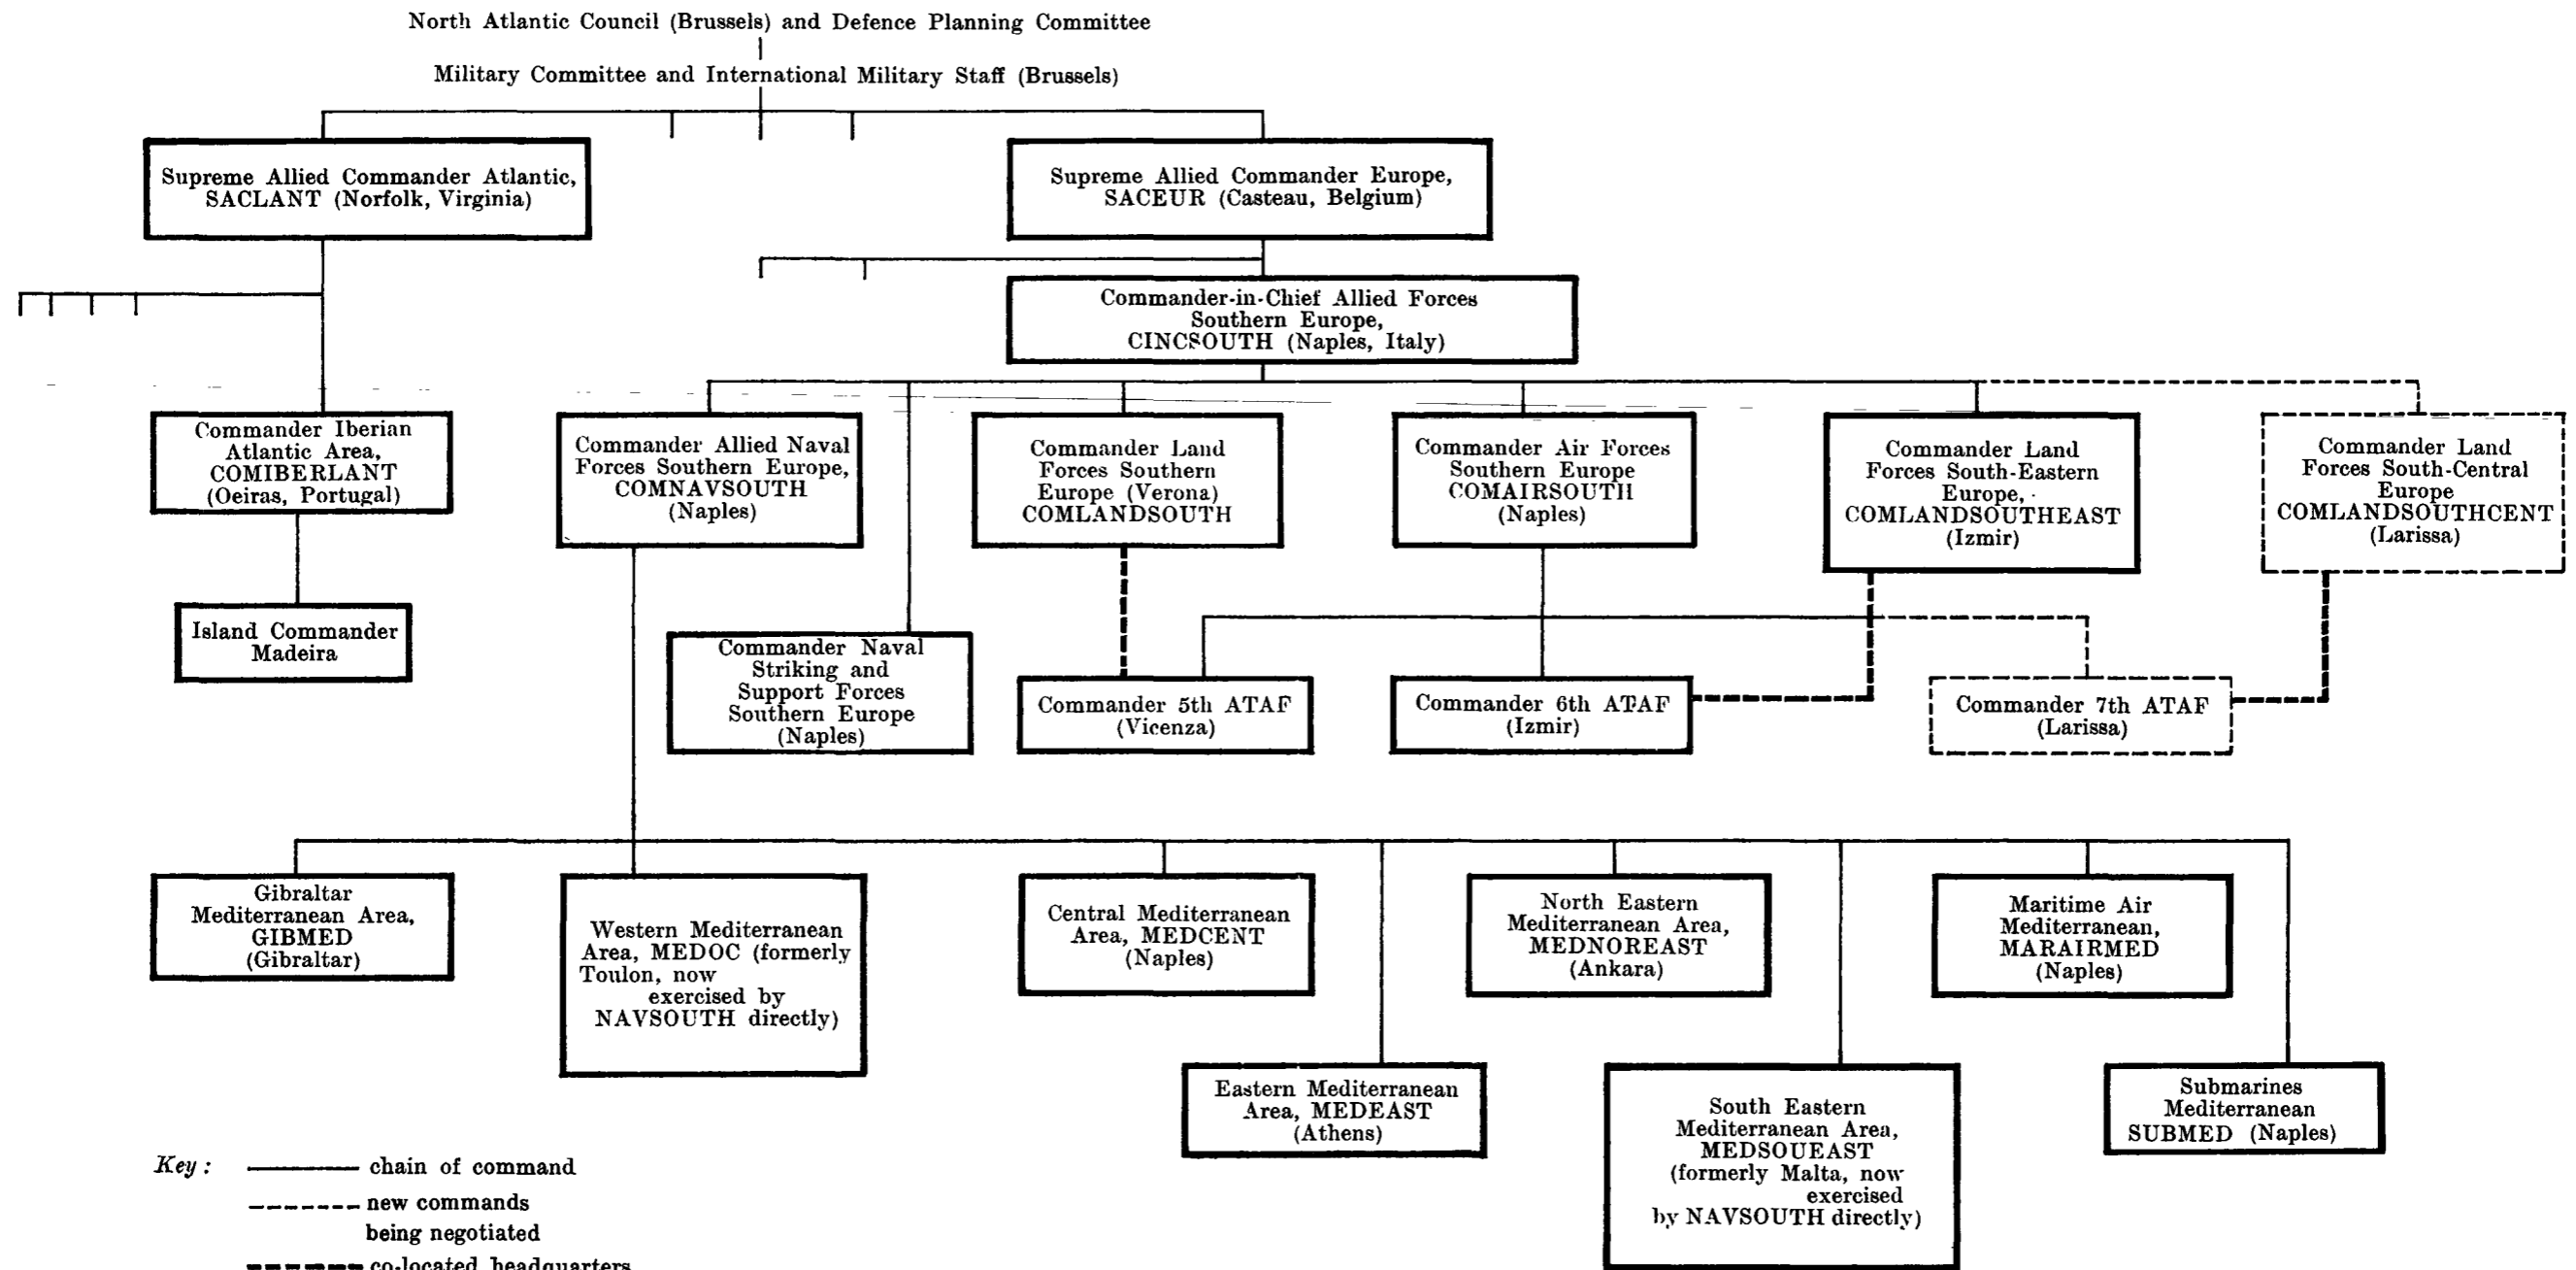 North Atlantic Council (Brussels) and Defence Planning Committee
Military Committee and International Military Staff (Brussels)
Supreme Allied Commander Atlantic,
SACLANT (Norfolk, Virginia)
Supreme Allied Commander Europe,
SACEUR (Casteau, Belgium)
Commander-in-Chief Allied Forces
Southern Europe,
CINCSOUTH (Naples, Italy)
Commander Iberian
Atlantic Area,
COMIBERLANT
(Oeiras, Portugal)
Commander Allied Naval
Forces Southern Europe,
COMNAVSOUTH
(Naples)
Commander Land
Forces Southern
Europe (Verona)
COMLANDSOUTH
Commander Air Forces
Southern Europe
COMAIRSOUTH
(Naples)
Commander Land
Forces South-Eastern
Europe,
COMLANDSOUTHEAST
(Izmir)
Commander Land
Forces South-Central
Europe
COMLANDSOUTHCENT
(Larissa)
Island Commander
Madeira
Commander Naval
Striking and
Support Forces
Southern Europe
(Naples)
Commander 5th ATAF
(Vicenza)
Commander 6th ATAF
(Izmir)
Commander 7th ATAF
(Larissa)
Gibraltar
Mediterranean Area,
GIBMED
(Gibraltar)
Western Mediterranean
Area, MEDOC (formerly
Toulon, now
exercised by
NAVSOUTH directly)
Central Mediterranean
Area, MEDCENT
(Naples)
North Eastern
Mediterranean Area,
MEDNOREAST
(Ankara)
Maritime Air
Mediterranean,
MARAIRMED
(Naples)
Eastern Mediterranean
Area, MEDEAST
(Athens)
South Eastern
Mediterranean Area,
MEDSOUEAST
(formerly Malta, now
exercised
by NAVSOUTH directly)
Submarines
Mediterranean
SUBMED (Naples)
Key:
chain of command
new commands
being negotiated
co-located headquarters